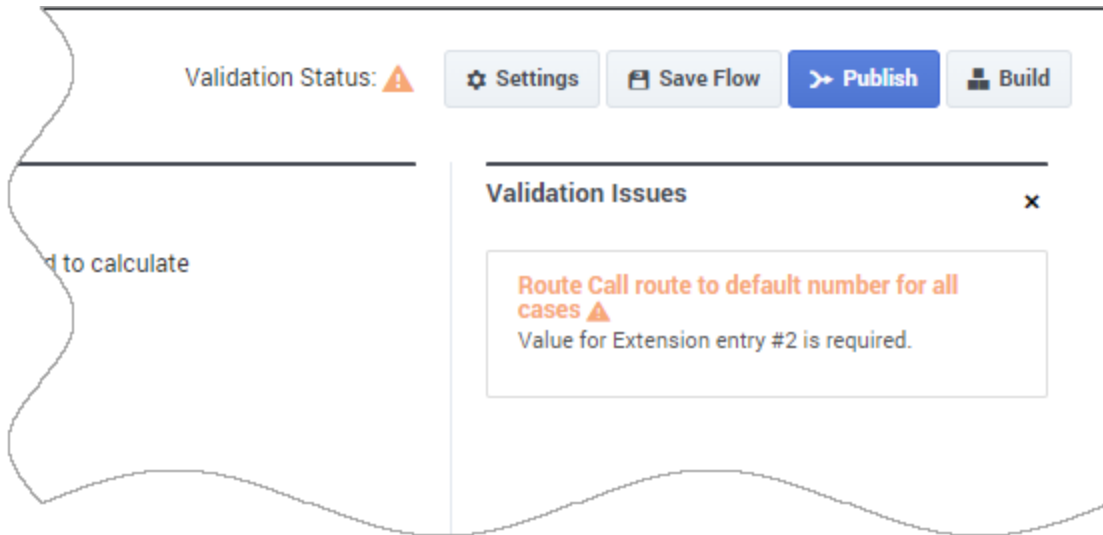 Validation Status:
Settings
Save Flow
Publish
Build
Validation Issues
to calculate
Route Call route to default number for all
cases
Value for Extension entry #2 is required.